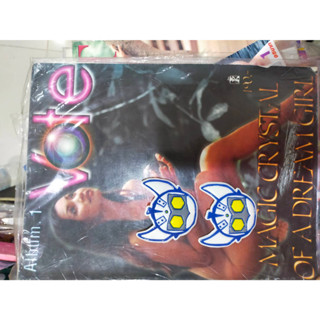 Album. 1
Vote
MAGIC CRYSTAL
OF A DREAM GIRL